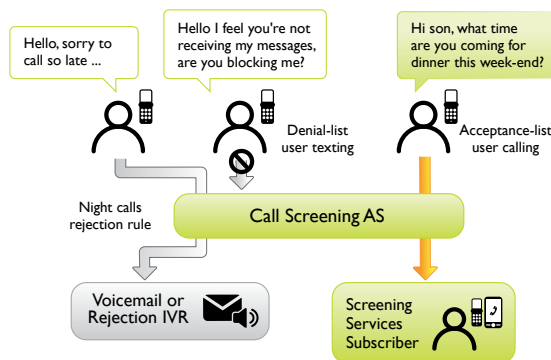 Hello, sorry to
call so late ...
Hello I feel you're not
receiving my messages,
are you blocking me?
Hi son, what time
are you coming for
dinner this week-end?
Denial-list
user texting
Acceptance-list
user calling
Night calls
rejection rule
Call Screening AS
Voicemail or
Rejection IVR
Screening
Services
Subscriber